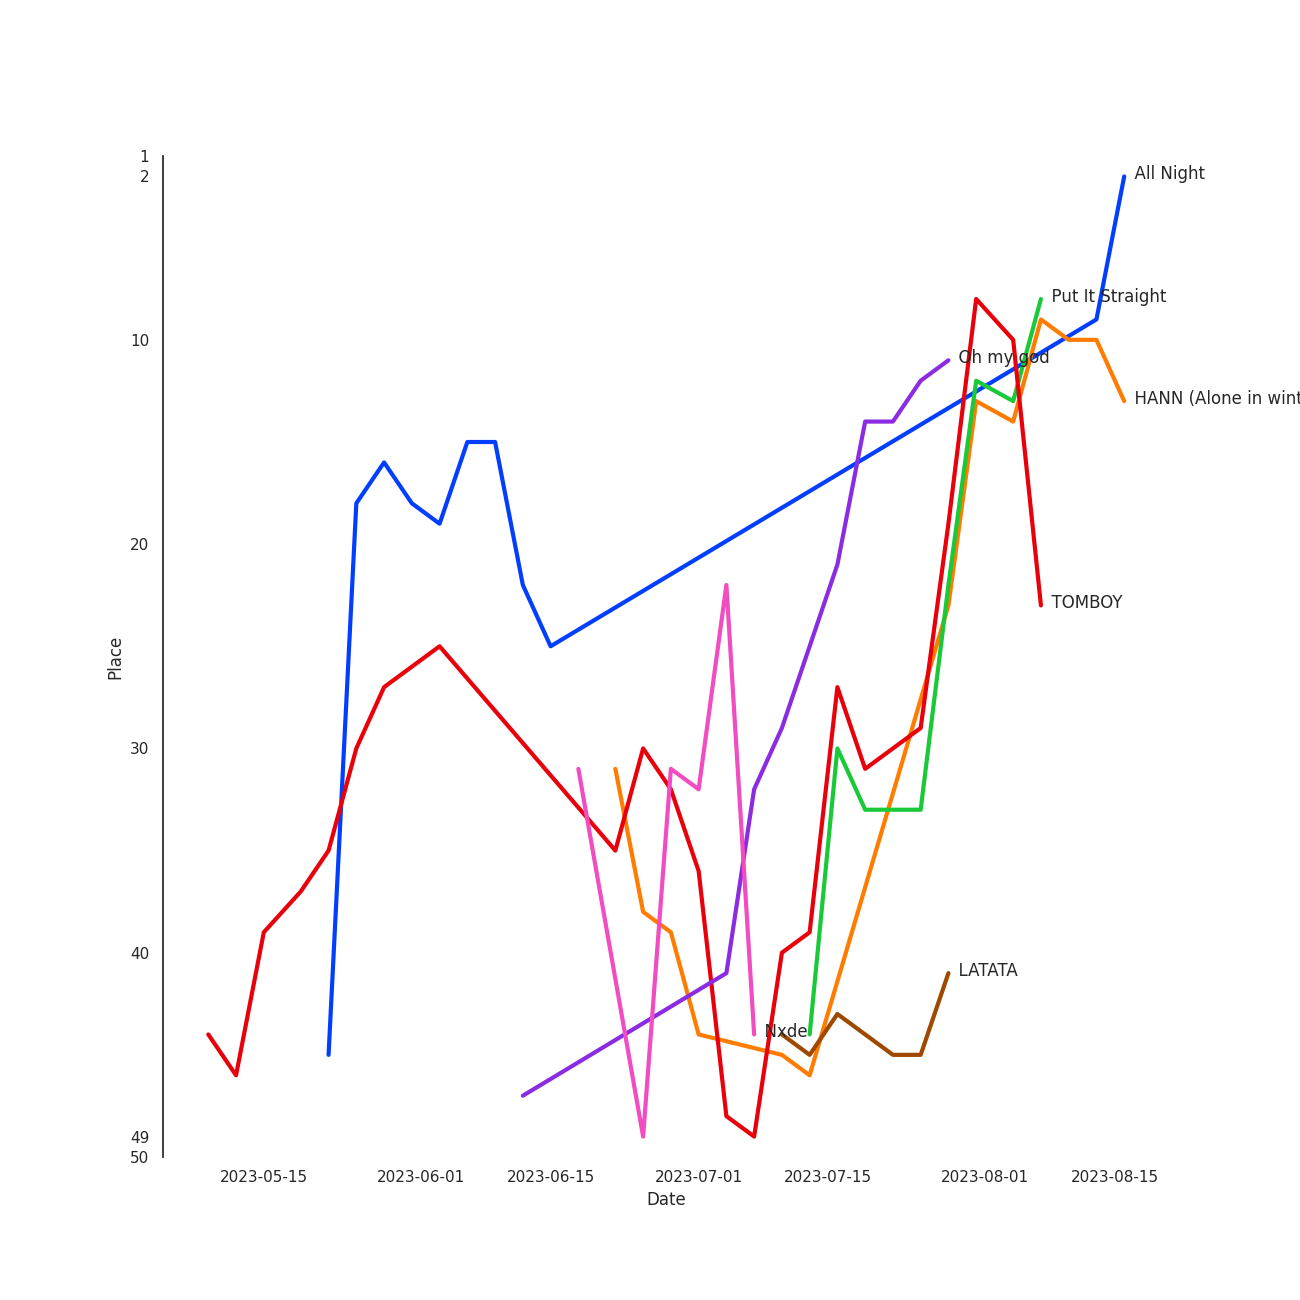 1
2
All Night
Put It Straight
10
Oh my god
HANN (Alone in wint
20
TOMBOY
Place
30
40
LATATA
Nxde
49
50
2023-05-15
2023-06-01
2023-06-15
2023-07-01
2023-07-15
2023-08-01
2023-08-15
Date